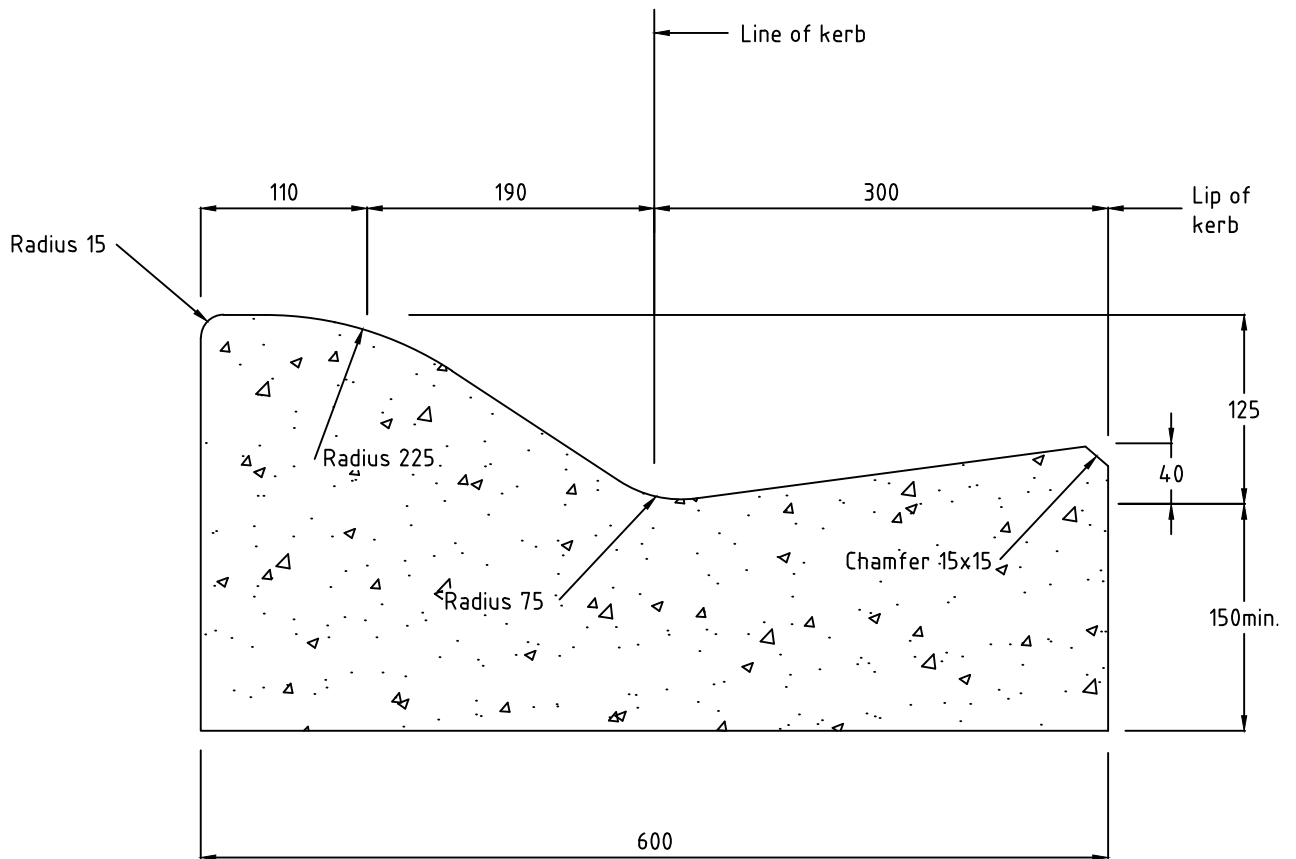 Line of kerb
110
190
300
Lip of
kerb
Radius 15
125
Radius 225
40
Chamfer 15x15
Radius 75
150min.
600